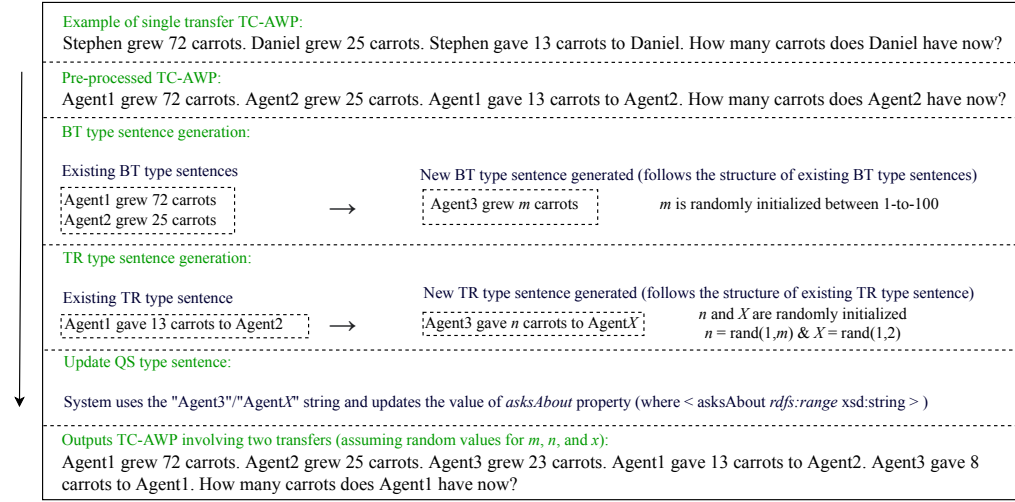 Example of single transfer TC-AWP:
Stephen grew 72 carrots. Daniel grew 25 carrots. Stephen gave 13 carrots to Daniel. How many carrots does Daniel have now?
Pre-processed TC-AWP:
Agent1 grew 72 carrots. Agent2 grew 25 carrots. Agent1 gave 13 carrots to Agent2. How many carrots does Agent2 have now?
BT type sentence generation:
Existing BT type sentences
Agent1 grew 72 carrots
Agent2 grew 25 carrots
→
New BT type sentence generated (follows the structure of existing BT type sentences)
Agent3 grew m carrots
m is randomly initialized between 1-to-100
TR type sentence generation:
Existing TR type sentence
Agent1 gave 13 carrots to Agent2
→
New TR type sentence generated (follows the structure of existing TR type sentence)
Agent3 gave n carrots to AgentX
n and X are randomly initialized
n = rand(1,m) & X = rand(1,2)
Update QS type sentence:
System uses the "Agent3"/"AgentX" string and updates the value of asksAbout property (where < asksAbout rdfs:range xsd:string > )
Outputs TC-AWP involving two transfers (assuming random values for m, n, and x):
Agent1 grew 72 carrots. Agent2 grew 25 carrots. Agent3 grew 23 carrots. Agent1 gave 13 carrots to Agent2. Agent3 gave 8
carrots to Agent1. How many carrots does Agent1 have now?